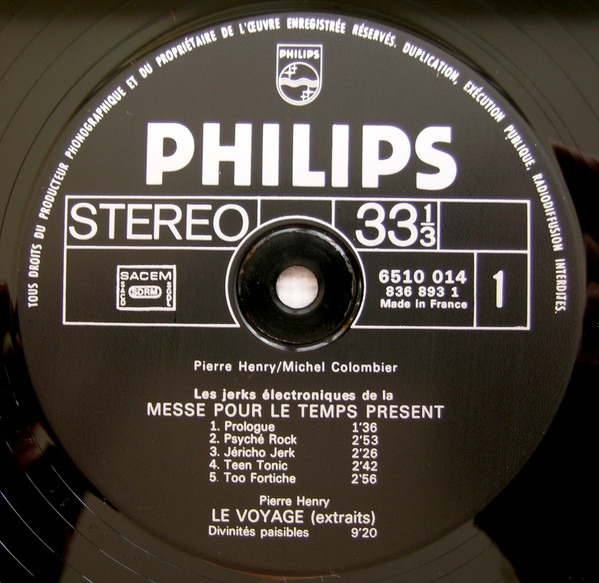 TOUS DROITS DU PRODUCTEUR PHONOGRAPHIQUE ET DU PROPRIÉTAIRE DE L'ŒUVRE ENREGISTRÉE RÉSERVÉS. DUPLICATION, EXÉCUTION PUBLIQUE, RADIODIFFUSION INTERDITES.
PHILIPS
PHILIPS
STEREO 33 1/3
SACEM
SACD SDRM SGDL
6510 014
836 893 1
Made in France
1
Pierre Henry/Michel Colombier
Les jerks électroniques de la
MESSE POUR LE TEMPS PRESENT
1. Prologue 1'36
2. Psyché Rock 2'53
3. Jéricho Jerk 2'26
4. Teen Tonic 2'42
5. Too Fortiche 2'56
Pierre Henry
LE VOYAGE (extraits)
Divinités paisibles 9'20